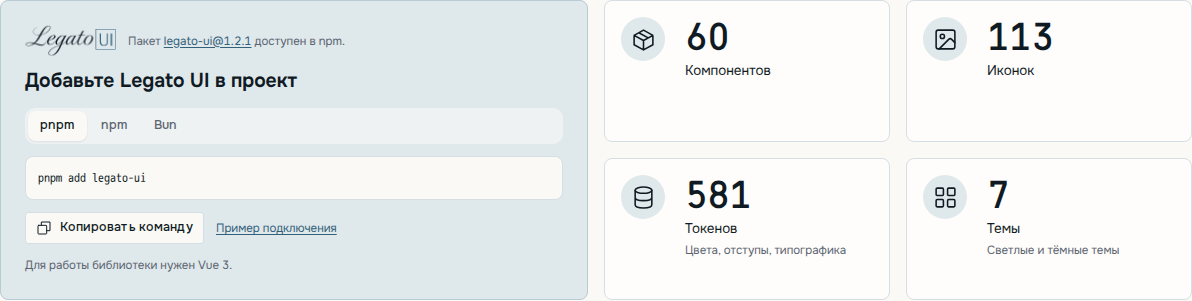 Legato UI Пакет legato-ui@1.2.1 доступен в npm.
Добавьте Legato UI в проект
pnpm npm Bun
pnpm add legato-ui
Копировать команду Пример подключения
Для работы библиотеки нужен Vue 3.
60
Компонентов
113
Иконок
581
Токенов
Цвета, отступы, типографика
7
Темы
Светлые и тёмные темы